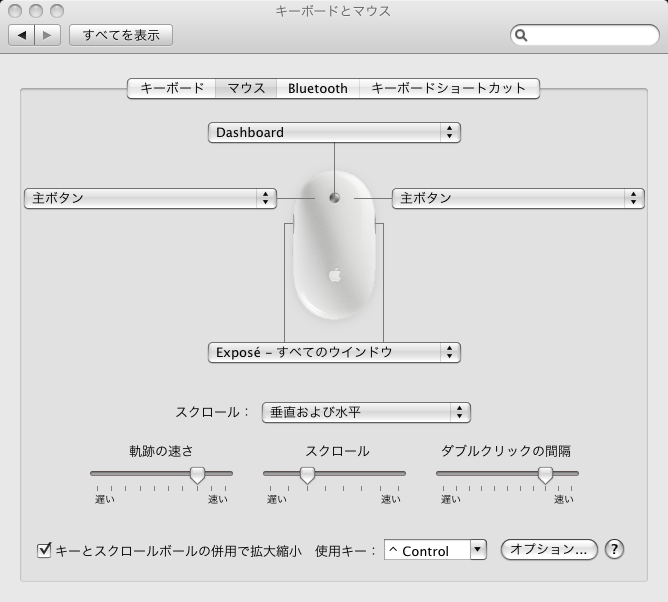 キーボードとマウス
すべてを表示
キーボード マウス Bluetooth キーボードショートカット
Dashboard
主ボタン 主ボタン
Exposé – すべてのウインドウ
スクロール： 垂直および水平
軌跡の速さ スクロール ダブルクリックの間隔
遅い 速い 遅い 速い 遅い 速い
キーとスクロールボールの併用で拡大縮小 使用キー： ^ Control オプション... ?